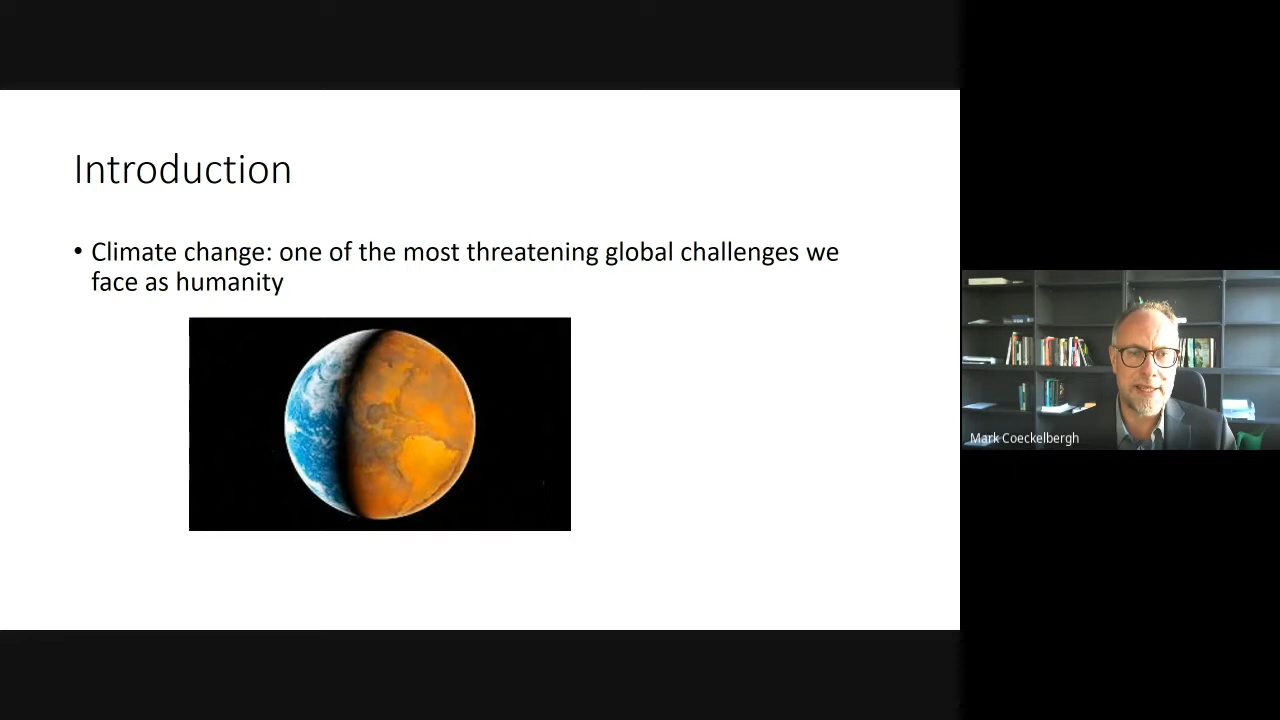 Introduction
• Climate change: one of the most threatening global challenges we
face as humanity
Mark Coeckelbergh